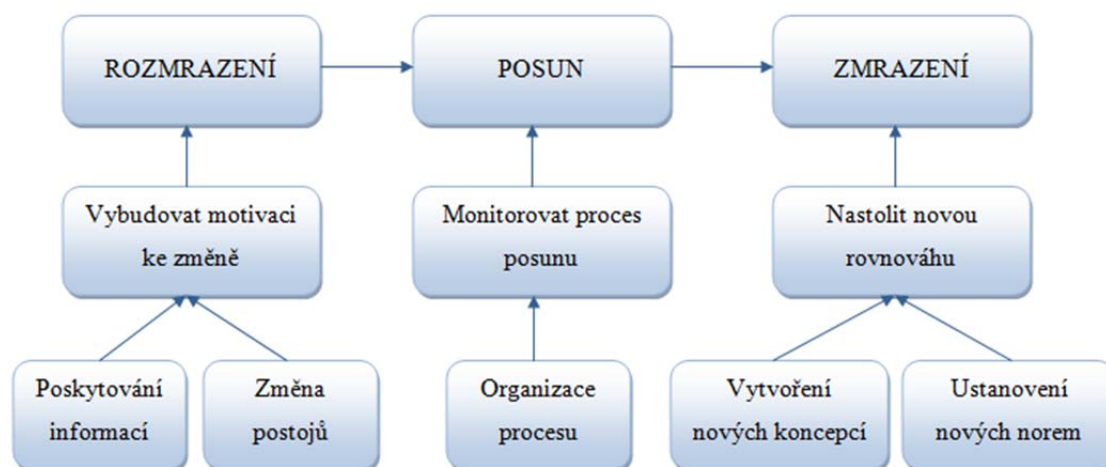 ROZMRAZENÍ
POSUN
ZMRAZENÍ
Vybudovat motivaci
ke změně
Monitorovat proces
posunu
Nastolit novou
rovnováhu
Poskytování
informací
Změna
postojů
Organizace
procesu
Vytvoření
nových koncepcí
Ustanovení
nových norem